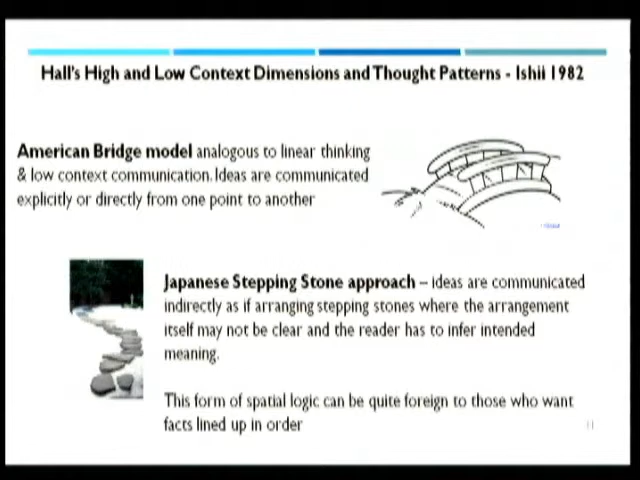 Hall's High and Low Context Dimensions and Thought Patterns - Ishii 1982
American Bridge model analogous to linear thinking
& low context communication. Ideas are communicated
explicitly or directly from one point to another
Japanese Stepping Stone approach – ideas are communicated
indirectly as if arranging stepping stones where the arrangement
itself may not be clear and the reader has to infer intended
meaning.
This form of spatial logic can be quite foreign to those who want
facts lined up in order
11